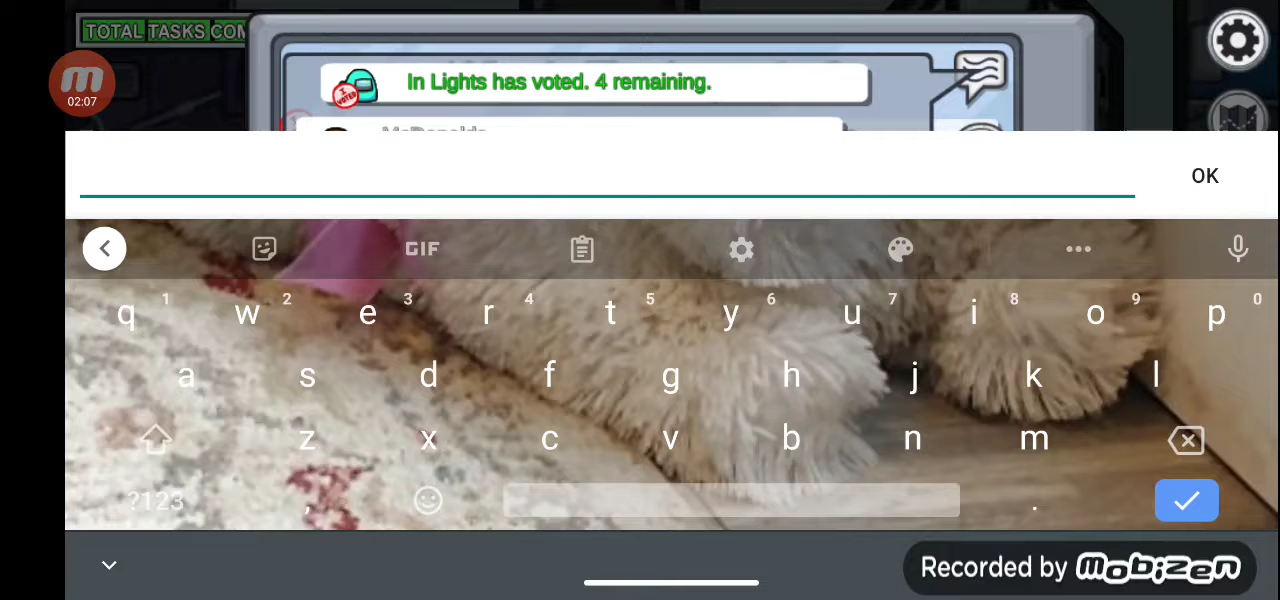 TOTAL TASKS COM
02:07
In Lights has voted. 4 remaining.
OK
GIF
q 1 w 2 e 3 r 4 t 5 y 6 u 7 i 8 o 9 p 0
a s d f g h j k l
z x c v b n m
?123 , .
Recorded by mobizen